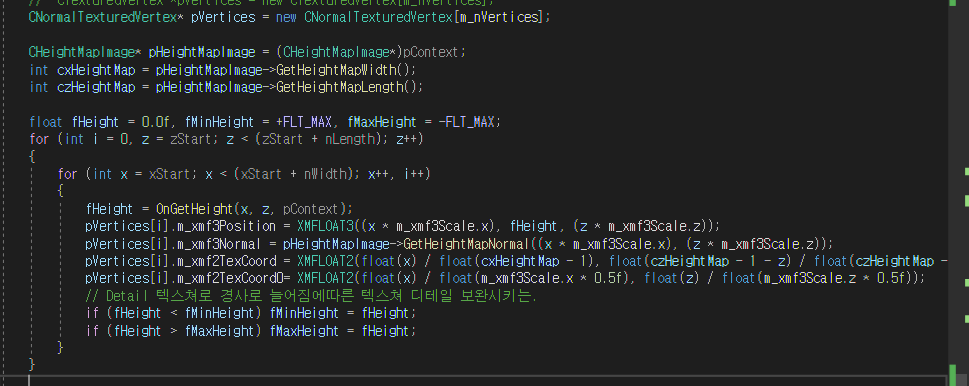 //  CTexturedVertex *pVertices = new CTexturedVertex[m_nVertices];
CNormalTexturedVertex* pVertices = new CNormalTexturedVertex[m_nVertices];
CHeightMapImage* pHeightMapImage = (CHeightMapImage*)pContext;
int cxHeightMap = pHeightMapImage->GetHeightMapWidth();
int czHeightMap = pHeightMapImage->GetHeightMapLength();
float fHeight = 0.0f, fMinHeight = +FLT_MAX, fMaxHeight = -FLT_MAX;
for (int i = 0, z = zStart; z < (zStart + nLength); z++)
{
for (int x = xStart; x < (xStart + nWidth); x++, i++)
{
fHeight = OnGetHeight(x, z, pContext);
pVertices[i].m_xmf3Position = XMFLOAT3((x * m_xmf3Scale.x), fHeight, (z * m_xmf3Scale.z));
pVertices[i].m_xmf3Normal = pHeightMapImage->GetHeightMapNormal((x * m_xmf3Scale.x), (z * m_xmf3Scale.z));
pVertices[i].m_xmf2TexCoord = XMFLOAT2(float(x) / float(cxHeightMap - 1), float(czHeightMap - 1 - z) / float(czHeightMap -
pVertices[i].m_xmf2TexCoord0= XMFLOAT2(float(x) / float(m_xmf3Scale.x * 0.5f), float(z) / float(m_xmf3Scale.z * 0.5f));
// Detail 텍스쳐로 경사로 늘어짐에따른 텍스쳐 디테일 보완시키는.
if (fHeight < fMinHeight) fMinHeight = fHeight;
if (fHeight > fMaxHeight) fMaxHeight = fHeight;
}
}